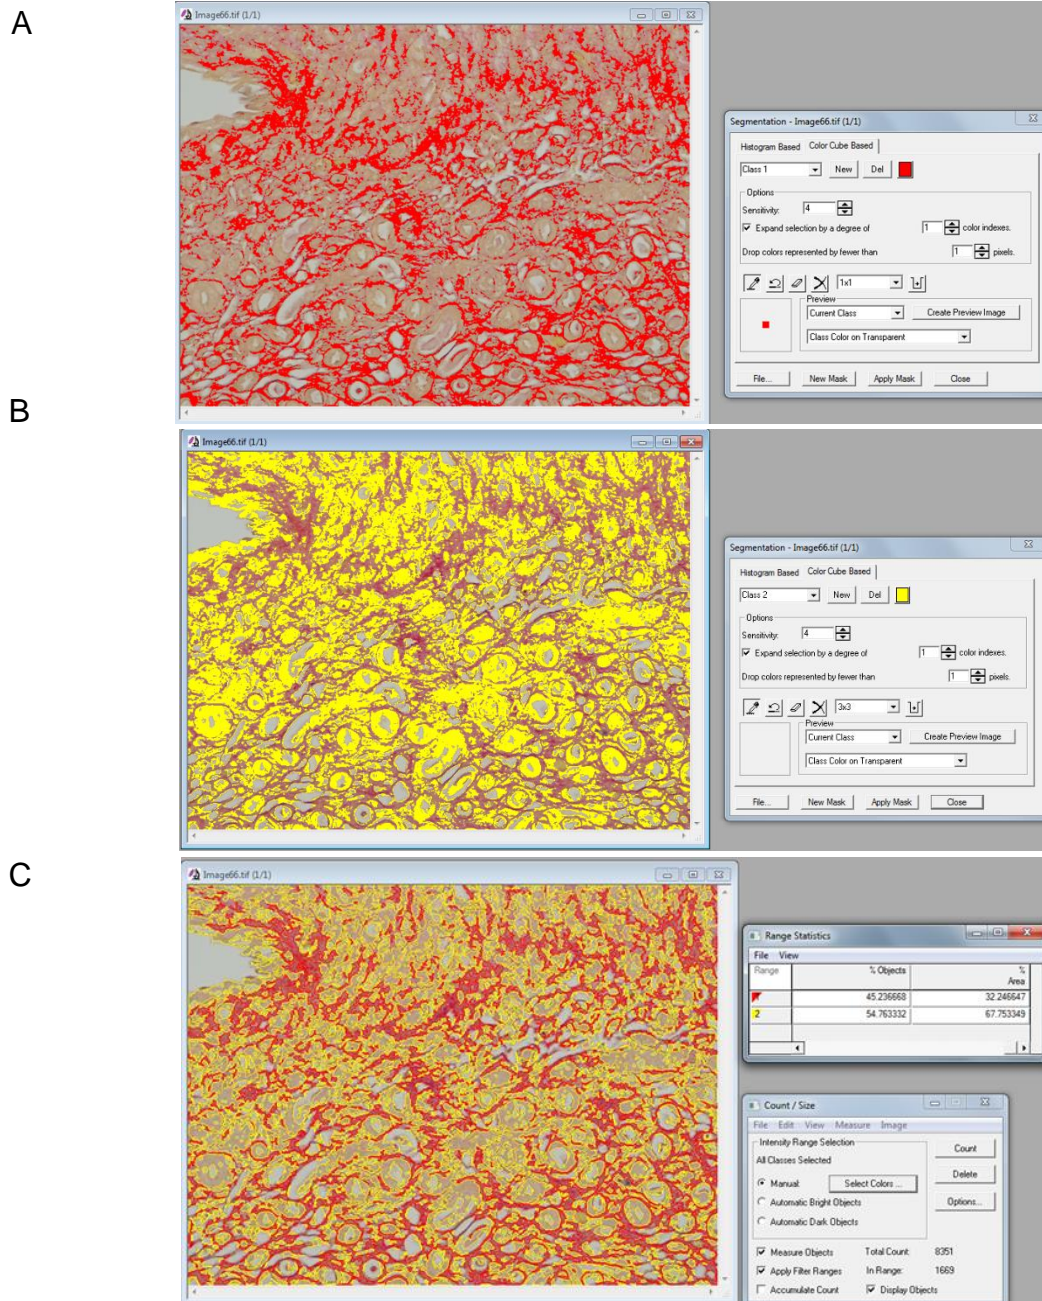 A
Image66.tif (1/1)
Segmentation - Image66.tif (1/1)
Histogram Based Color Cube Based
Class 1 New Del
Options
Sensitivity: 4
Expand selection by a degree of 1 color indexes.
Drop colors represented by fewer than 1 pixels.
1x1
Preview
Current Class Create Preview Image
Class Color on Transparent
File... New Mask Apply Mask Close
B
Image66.tif (1/1)
Segmentation - Image66.tif (1/1)
Histogram Based Color Cube Based
Class 2 New Del
Options
Sensitivity: 4
Expand selection by a degree of 1 color indexes.
Drop colors represented by fewer than 1 pixels.
3x3
Preview
Current Class Create Preview Image
Class Color on Transparent
File... New Mask Apply Mask Close
C
Image66.tif (1/1)
Range Statistics
File View
Range % Objects % Area
45.236668 32.246647
2 54.763332 67.753349
Count / Size
File Edit View Measure Image
Intensity Range Selection
All Classes Selected
Manual: Select Colors ...
Automatic Bright Objects
Automatic Dark Objects
Count
Delete
Options...
Measure Objects Total Count: 8351
Apply Filter Ranges In Range: 1669
Accumulate Count Display Objects